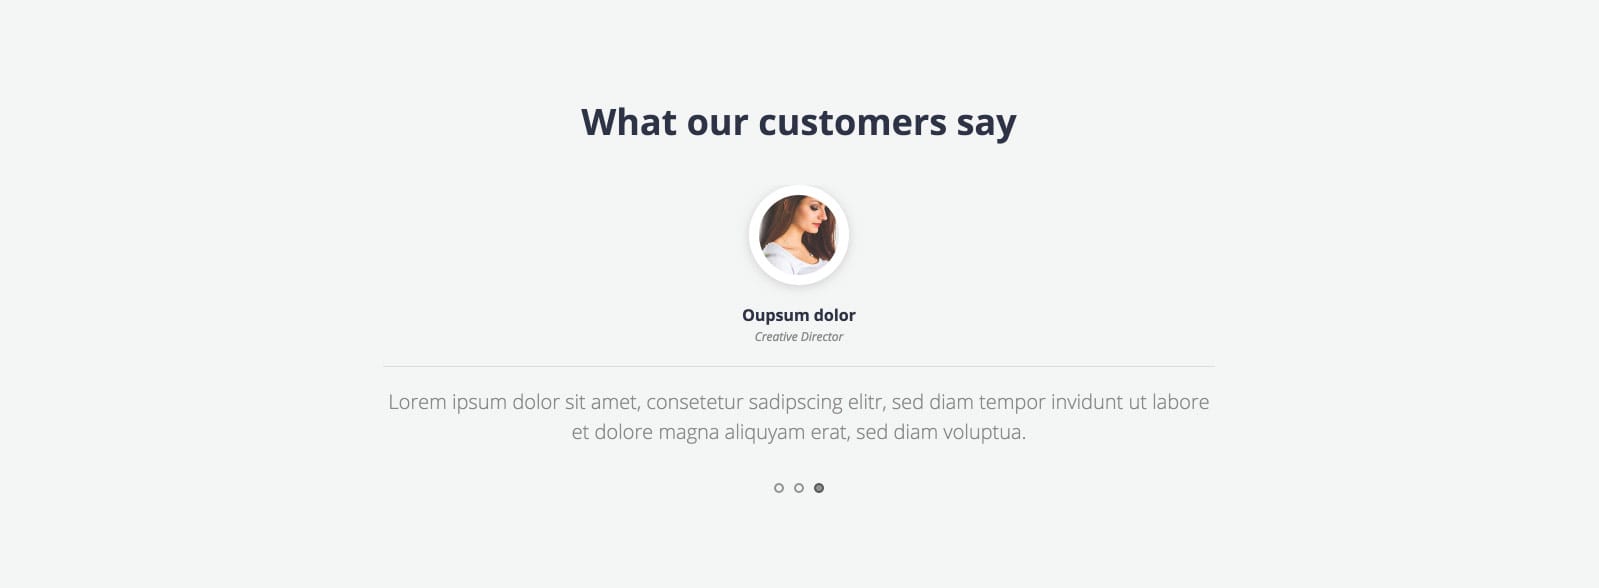 What our customers say
Oupsum dolor
Creative Director
Lorem ipsum dolor sit amet, consetetur sadipscing elitr, sed diam tempor invidunt ut labore
et dolore magna aliquyam erat, sed diam voluptua.